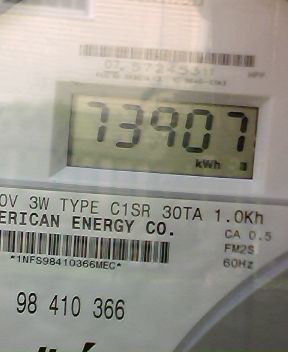 73907
kWh a
0V 3W TYPE C1SR 30TA 1.0Kh
ERICAN ENERGY CO.
CA 0.5
FM2S
*1NFS98410366MEC*
60Hz
98 410 366